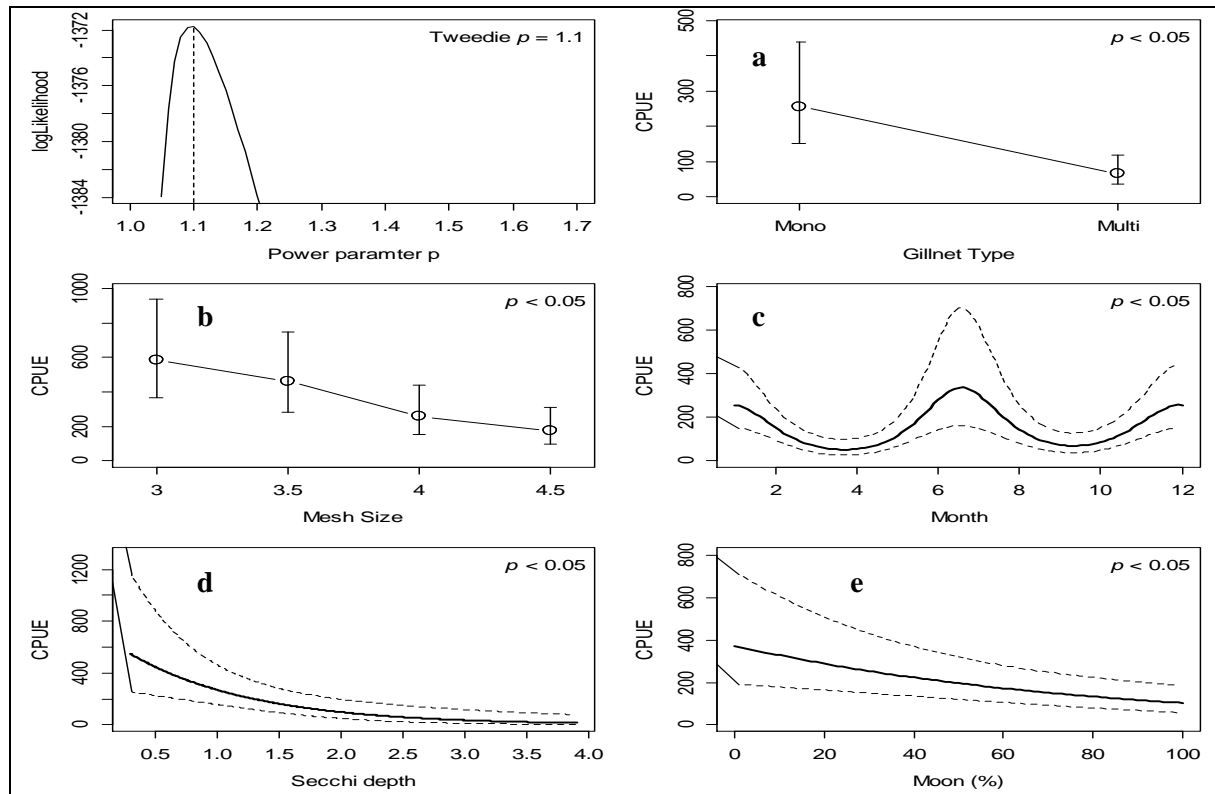 Tweedie p = 1.1
logLikelihood
-1372
-1376
-1380
-1384
1.0 1.1 1.2 1.3 1.4 1.5 1.6 1.7
Power paramter p
a
p < 0.05
CPUE
500
300
100
0
Mono Multi
Gillnet Type
b
p < 0.05
CPUE
1000
600
200
0
3 3.5 4 4.5
Mesh Size
c
p < 0.05
CPUE
800
600
400
200
0
2 4 6 8 10 12
Month
d
p < 0.05
CPUE
1200
800
400
0
0.5 1.0 1.5 2.0 2.5 3.0 3.5 4.0
Secchi depth
e
p < 0.05
CPUE
800
600
400
200
0
0 20 40 60 80 100
Moon (%)